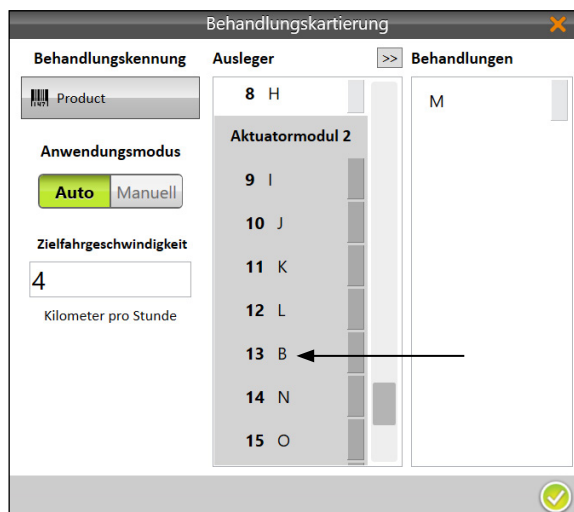 Behandlungskartierung
Behandlungskennung
Product
Anwendungsmodus
Auto Manuell
Zielfahrgeschwindigkeit
4
Kilometer pro Stunde
Ausleger >>
8 H
Aktuatormodul 2
9 I
10 J
11 K
12 L
13 B
14 N
15 O
Behandlungen
M